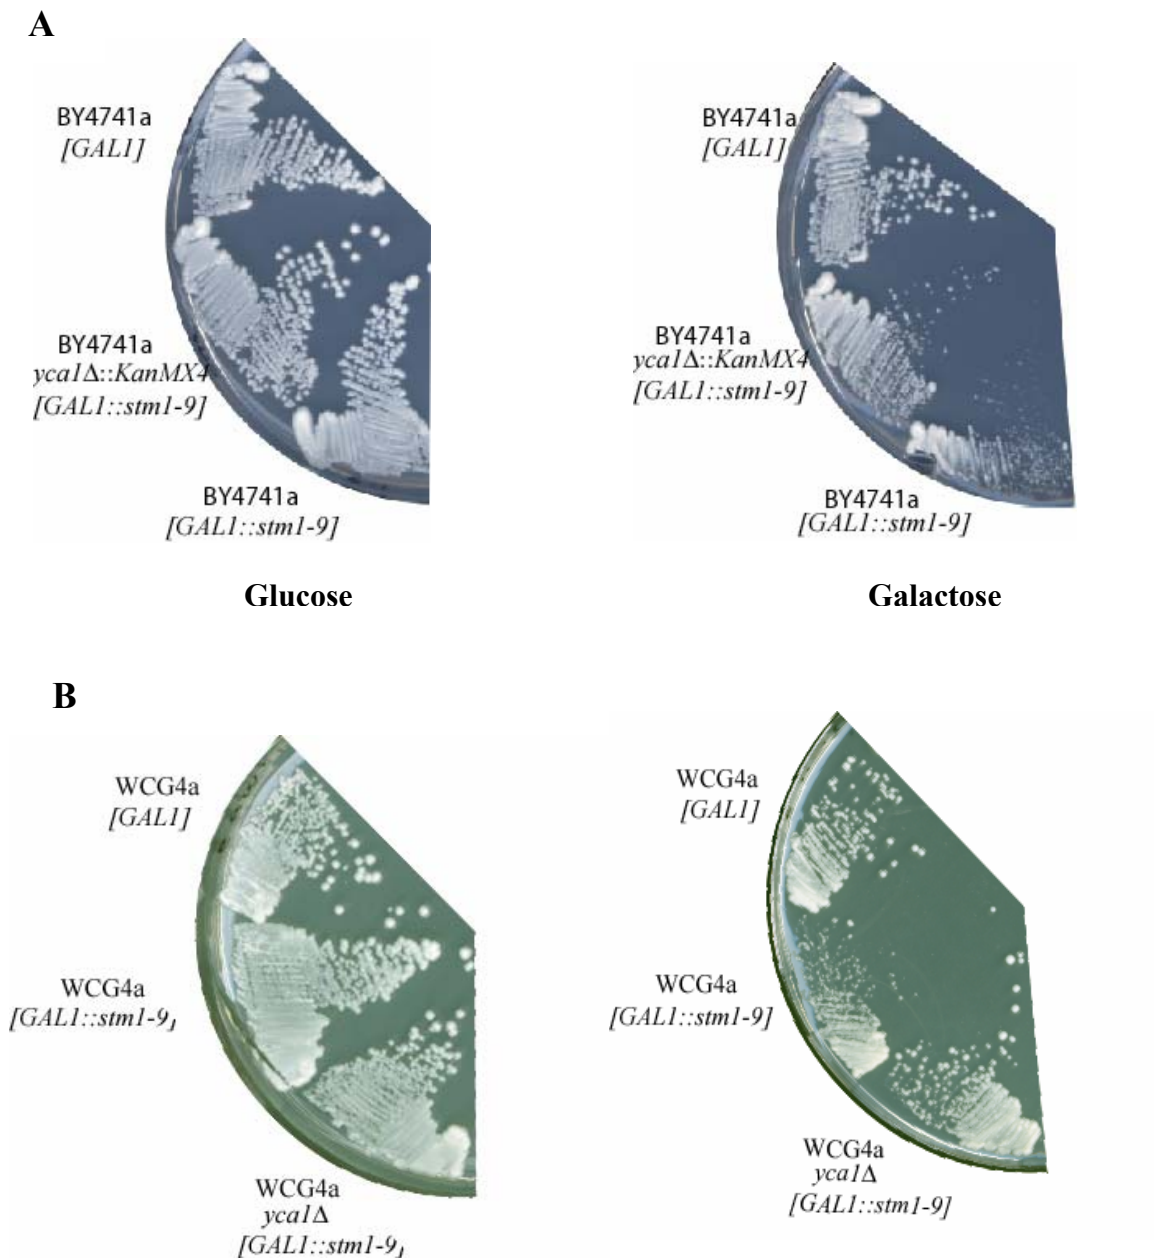 A
BY4741a
[GAL1]
BY4741a
yca1Δ::KanMX4
[GAL1::stm1-9]
BY4741a
[GAL1::stm1-9]
Glucose
BY4741a
[GAL1]
BY4741a
yca1Δ::KanMX4
[GAL1::stm1-9]
BY4741a
[GAL1::stm1-9]
Galactose
B
WCG4a
[GAL1]
WCG4a
[GAL1::stm1-9]
WCG4a
yca1Δ
[GAL1::stm1-9]
WCG4a
[GAL1]
WCG4a
[GAL1::stm1-9]
WCG4a
yca1Δ
[GAL1::stm1-9]